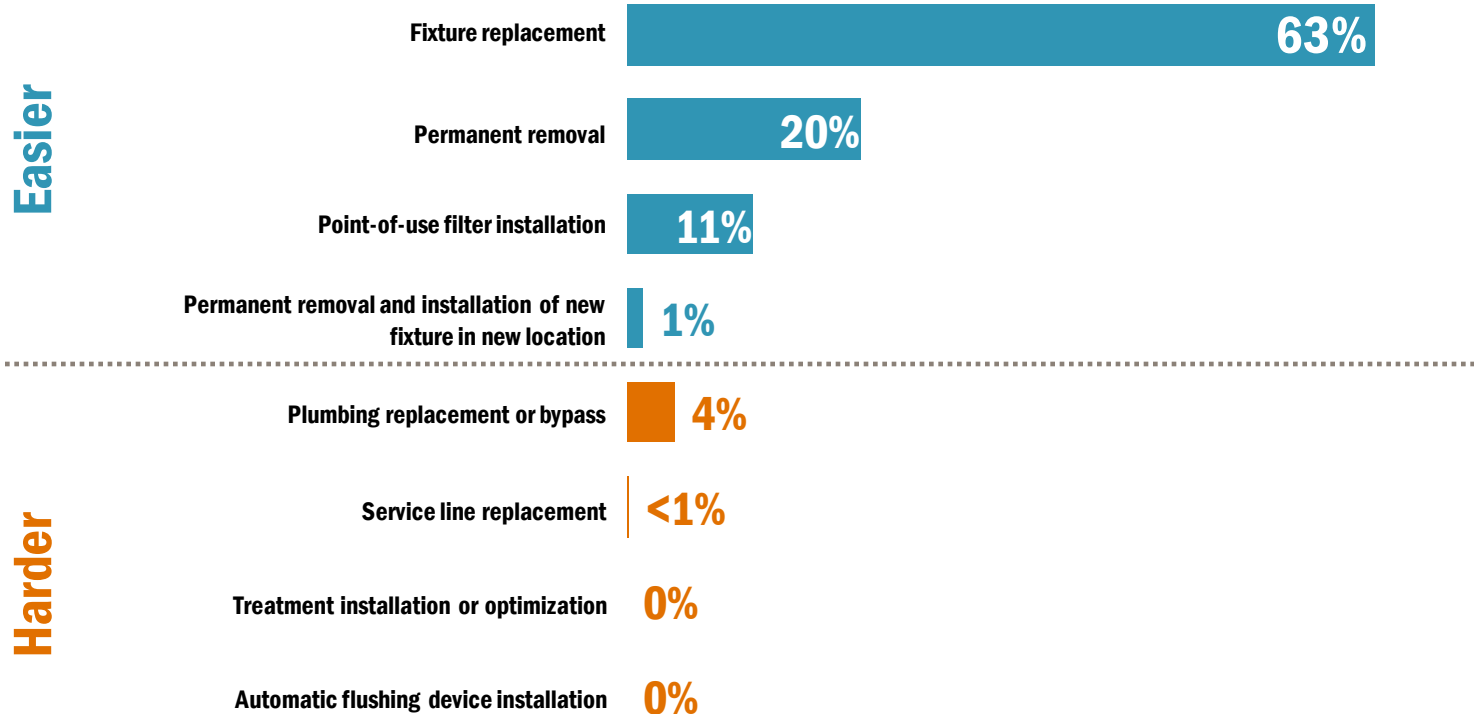 Easier
Fixture replacement
63%
Permanent removal
20%
Point-of-use filter installation
11%
Permanent removal and installation of new
fixture in new location
1%
Harder
Plumbing replacement or bypass
4%
Service line replacement
<1%
Treatment installation or optimization
0%
Automatic flushing device installation
0%